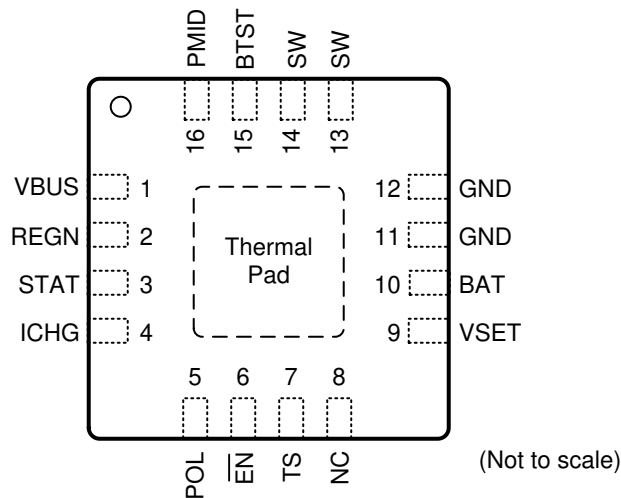 PMID
BTST
SW
SW
16
15
14
13
VBUS 1
REGN 2
STAT 3
ICHG 4
12 GND
11 GND
10 BAT
9 VSET
Thermal
Pad
5
6
7
8
POL
E̅N̅
TS
NC
(Not to scale)